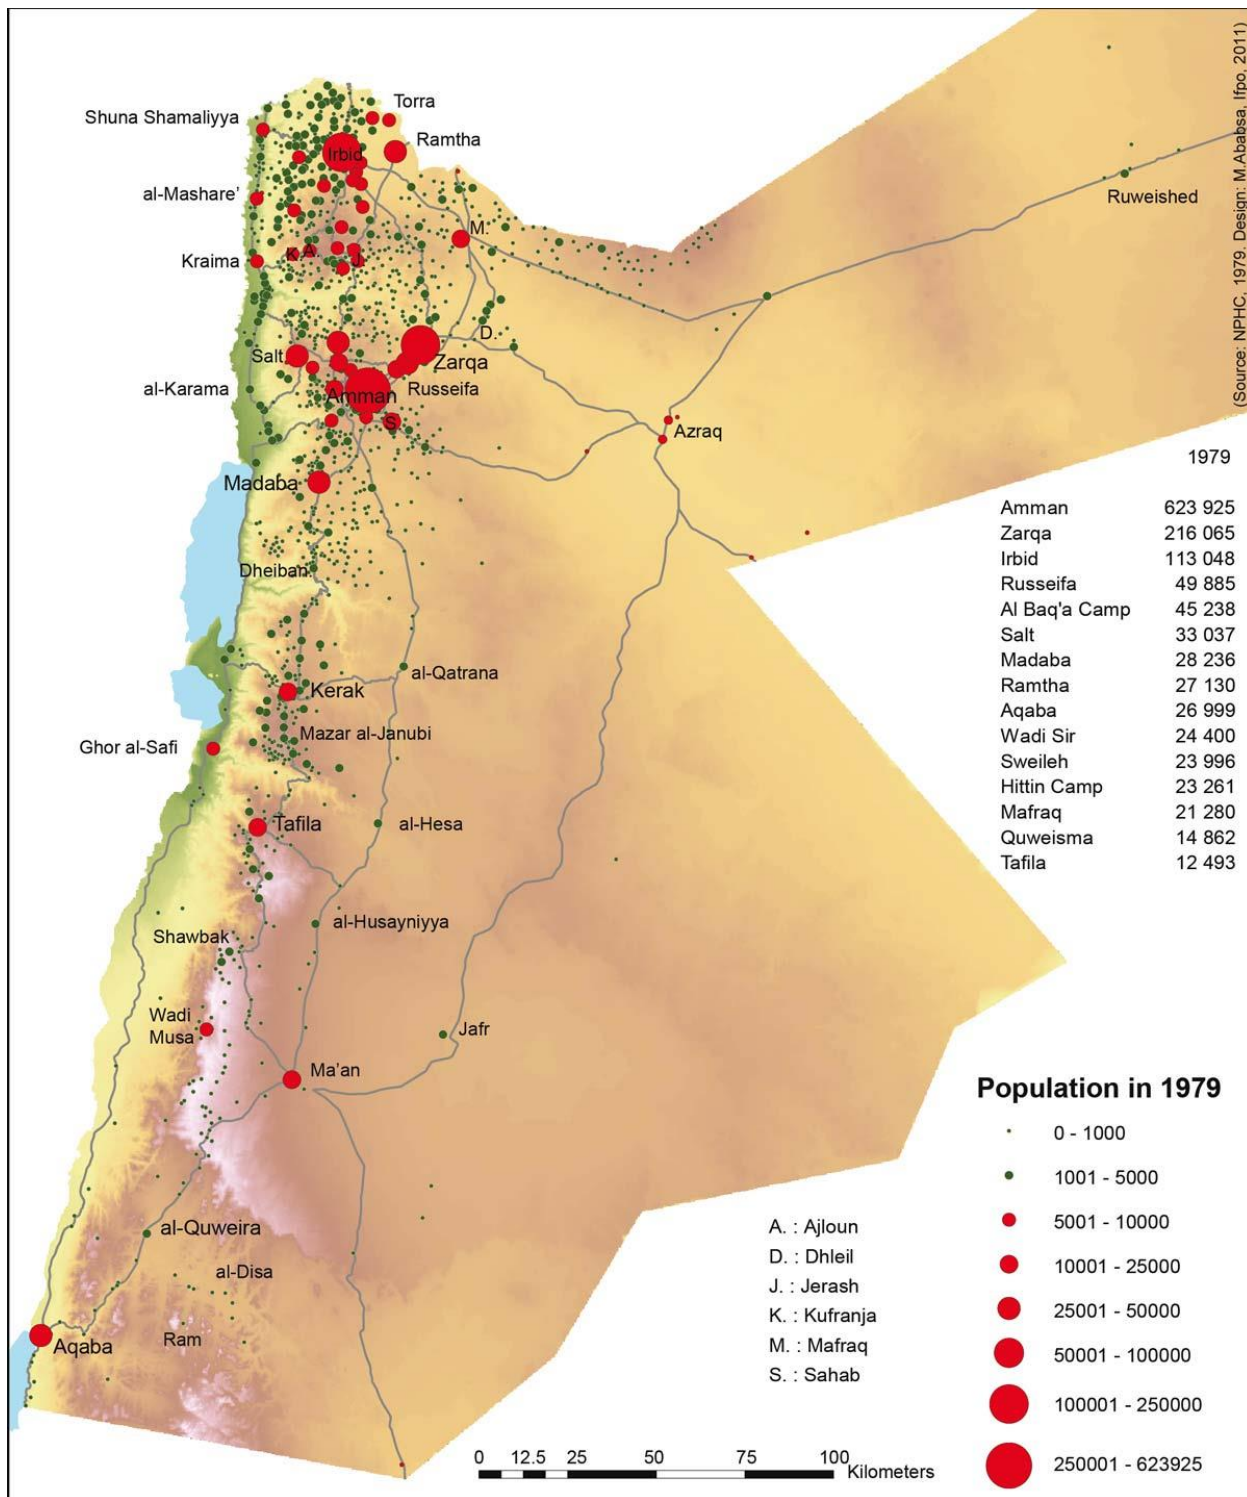 (Source: NPHC, 1979. Design: M.Ababsa, Ifpo, 2011)
Torra
Shuna Shamaliyya
Ramtha
Irbid
al-Mashare'
Ruweished
M.
K.
A.
J.
Kraima
D.
Salt
Zarqa
al-Karama
Russeifa
Amman
S.
Azraq
Madaba
Dheiban
al-Qatrana
Kerak
Mazar al-Janubi
Ghor al-Safi
Tafila
al-Hesa
al-Husayniyya
Shawbak
Wadi
Musa
Jafr
Ma'an
al-Quweira
al-Disa
Ram
Aqaba
1979
Amman 623 925
Zarqa 216 065
Irbid 113 048
Russeifa 49 885
Al Baq'a Camp 45 238
Salt 33 037
Madaba 28 236
Ramtha 27 130
Aqaba 26 999
Wadi Sir 24 400
Sweileh 23 996
Hittin Camp 23 261
Mafraq 21 280
Quweisma 14 862
Tafila 12 493
Population in 1979
0 - 1000
1001 - 5000
5001 - 10000
10001 - 25000
25001 - 50000
50001 - 100000
100001 - 250000
250001 - 623925
A. : Ajloun
D. : Dhleil
J. : Jerash
K. : Kufranja
M. : Mafraq
S. : Sahab
0 12.5 25 50 75 100
Kilometers